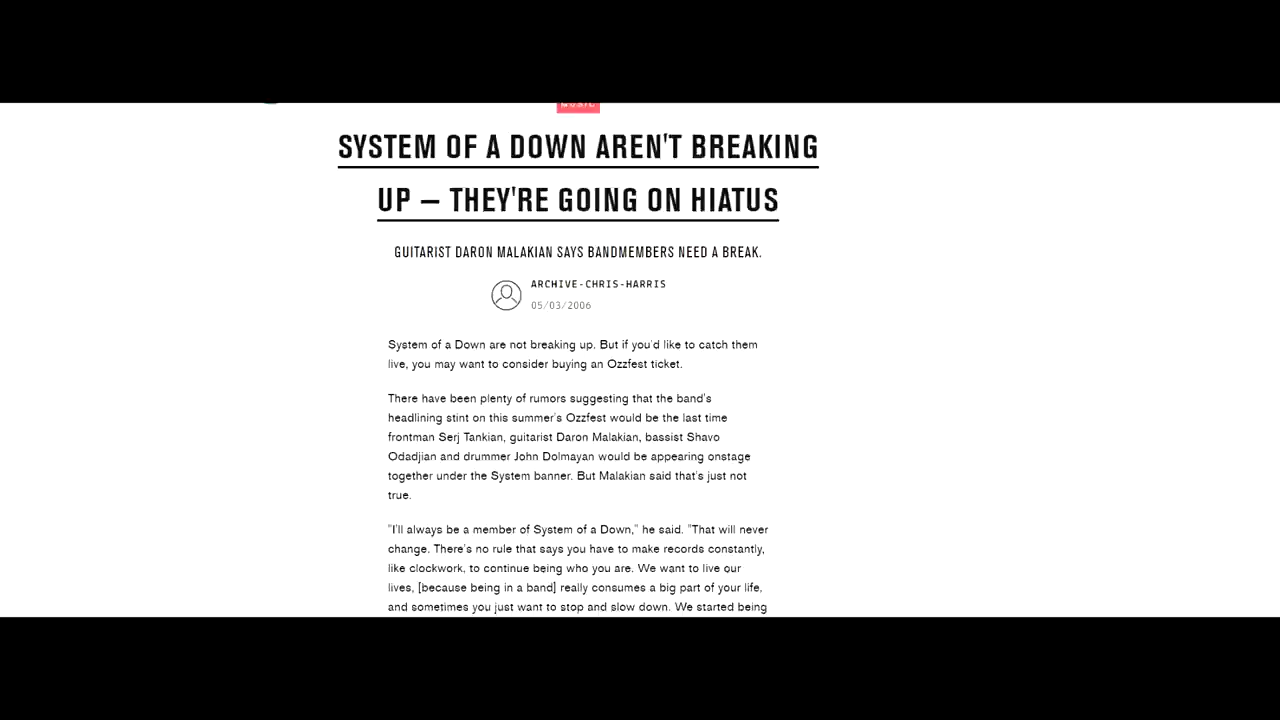 MUSIC
SYSTEM OF A DOWN AREN'T BREAKING
UP – THEY'RE GOING ON HIATUS
GUITARIST DARON MALAKIAN SAYS BANDMEMBERS NEED A BREAK.
ARCHIVE-CHRIS-HARRIS
05/03/2006
System of a Down are not breaking up. But if you'd like to catch them
live, you may want to consider buying an Ozzfest ticket.
There have been plenty of rumors suggesting that the band's
headlining stint on this summer's Ozzfest would be the last time
frontman Serj Tankian, guitarist Daron Malakian, bassist Shavo
Odadjian and drummer John Dolmayan would be appearing onstage
together under the System banner. But Malakian said that's just not
true.
"I'll always be a member of System of a Down," he said. "That will never
change. There's no rule that says you have to make records constantly,
like clockwork, to continue being who you are. We want to live our
lives, [because being in a band] really consumes a big part of your life,
and sometimes you just want to stop and slow down. We started being